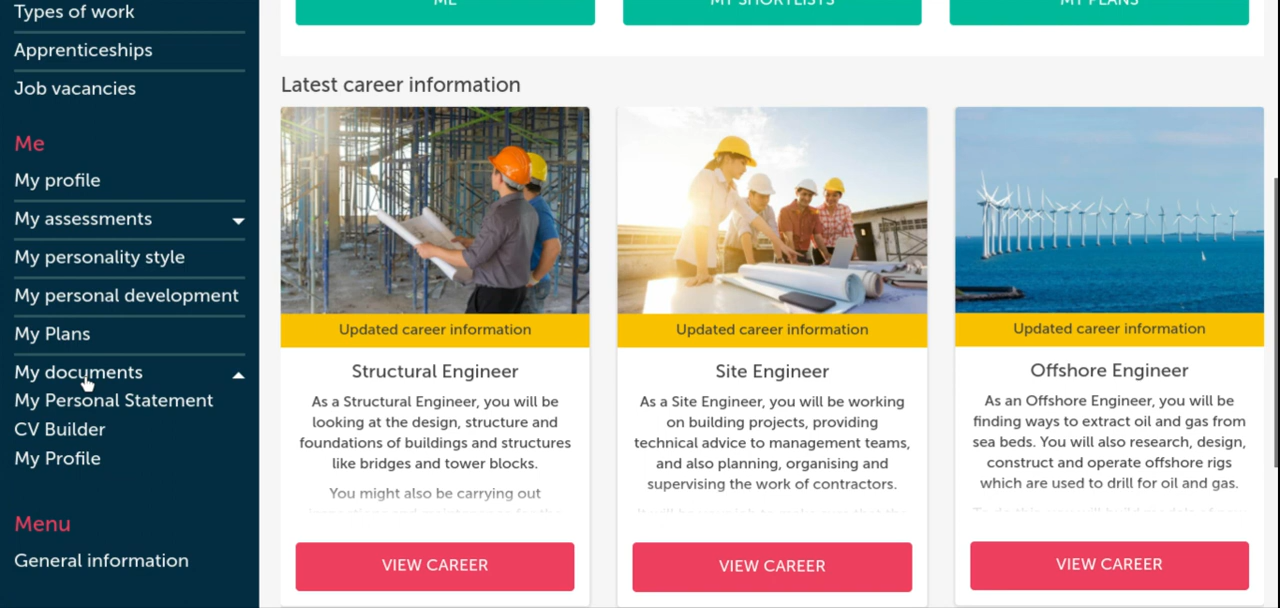 Types of work
Apprenticeships
Job vacancies
Me
My profile
My assessments
My personality style
My personal development
My Plans
My documents
My Personal Statement
CV Builder
My Profile
Menu
General information
ME
MY SHORTLISTS
MY PLANS
Latest career information
Updated career information
Structural Engineer
As a Structural Engineer, you will be
looking at the design, structure and
foundations of buildings and structures
like bridges and tower blocks.
You might also be carrying out
VIEW CAREER
Updated career information
Site Engineer
As a Site Engineer, you will be working
on building projects, providing
technical advice to management teams,
and also planning, organising and
supervising the work of contractors.
VIEW CAREER
Updated career information
Offshore Engineer
As an Offshore Engineer, you will be
finding ways to extract oil and gas from
sea beds. You will also research, design,
construct and operate offshore rigs
which are used to drill for oil and gas.
VIEW CAREER